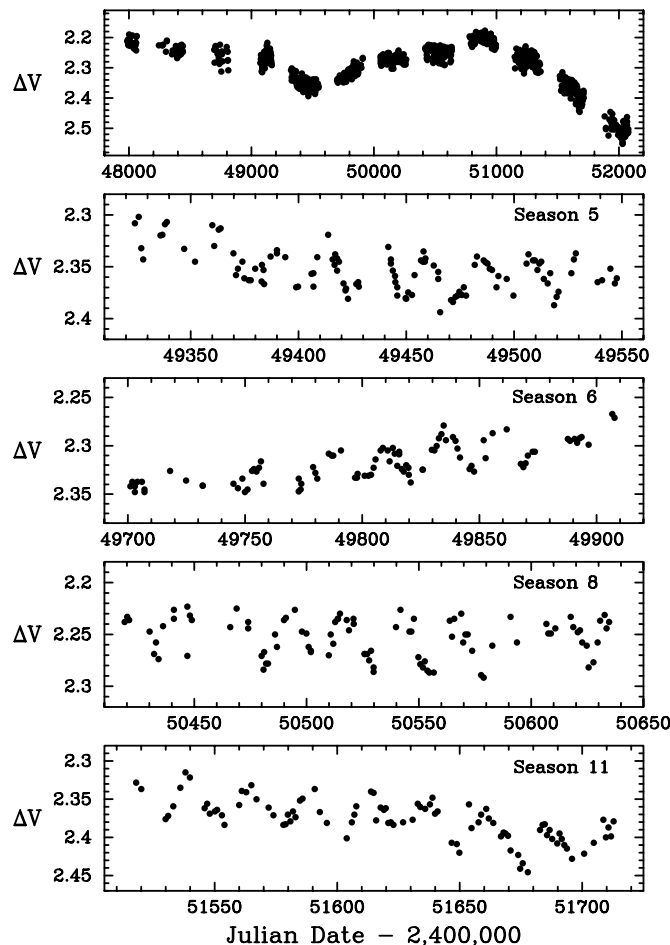 2.2
2.3
ΔV
2.4
2.5
48000 49000 50000 51000 52000
Season 5
2.3
ΔV
2.35
2.4
49350 49400 49450 49500 49550
Season 6
2.25
ΔV
2.3
2.35
49700 49750 49800 49850 49900
Season 8
2.2
ΔV
2.25
2.3
50450 50500 50550 50600 50650
Season 11
2.3
ΔV
2.35
2.4
2.45
51550 51600 51650 51700
Julian Date – 2,400,000